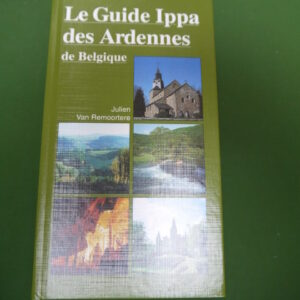 Le Guide Ippa
des Ardennes
de Belgique
Julien
Van Remoortere